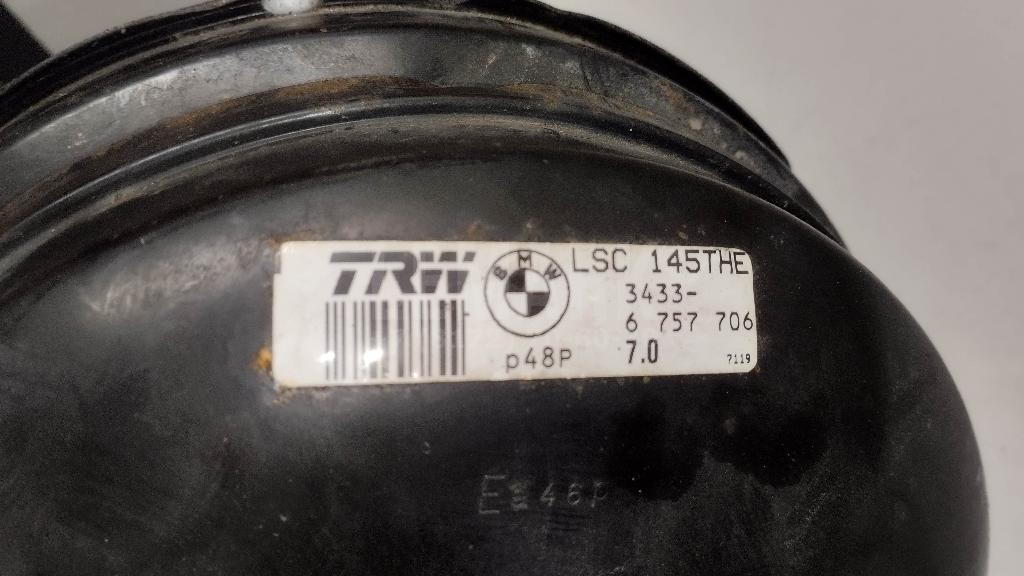 TRW
BMW
LSC 145THE
3433-
6 757 706
p48P
7.0
7119